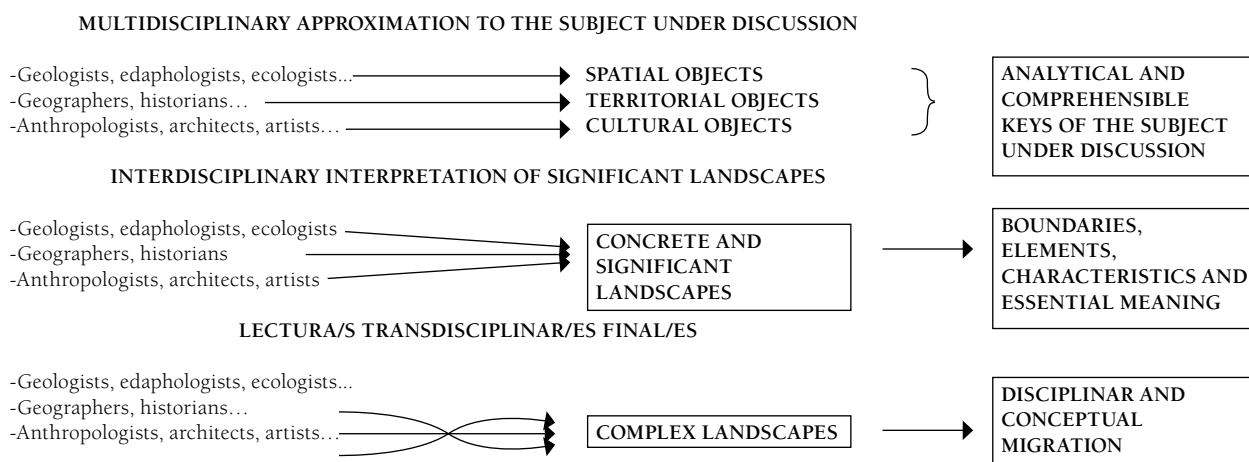 MULTIDISCIPLINARY APPROXIMATION TO THE SUBJECT UNDER DISCUSSION
-Geologists, edaphologists, ecologists...
-Geographers, historians…
-Anthropologists, architects, artists…
SPATIAL OBJECTS
TERRITORIAL OBJECTS
CULTURAL OBJECTS
ANALYTICAL AND
COMPREHENSIBLE
KEYS OF THE SUBJECT
UNDER DISCUSSION
INTERDISCIPLINARY INTERPRETATION OF SIGNIFICANT LANDSCAPES
-Geologists, edaphologists, ecologists
-Geographers, historians
-Anthropologists, architects, artists
CONCRETE AND
SIGNIFICANT
LANDSCAPES
BOUNDARIES,
ELEMENTS,
CHARACTERISTICS AND
ESSENTIAL MEANING
LECTURA/S TRANSDISCIPLINAR/ES FINAL/ES
-Geologists, edaphologists, ecologists...
-Geographers, historians…
-Anthropologists, architects, artists…
COMPLEX LANDSCAPES
DISCIPLINAR AND
CONCEPTUAL
MIGRATION